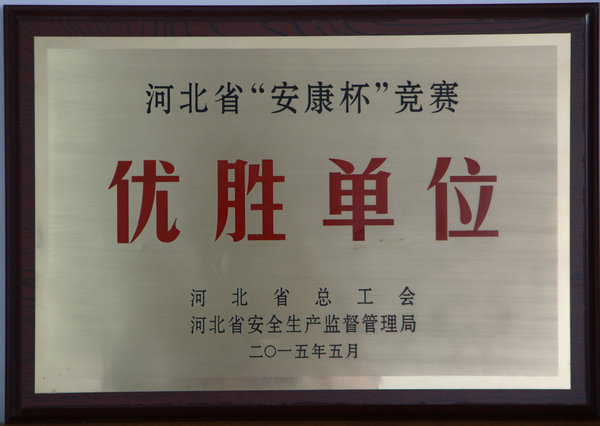 河北省“安康杯”竞赛
优胜单位
河北省总工会
河北省安全生产监督管理局
二〇一五年五月